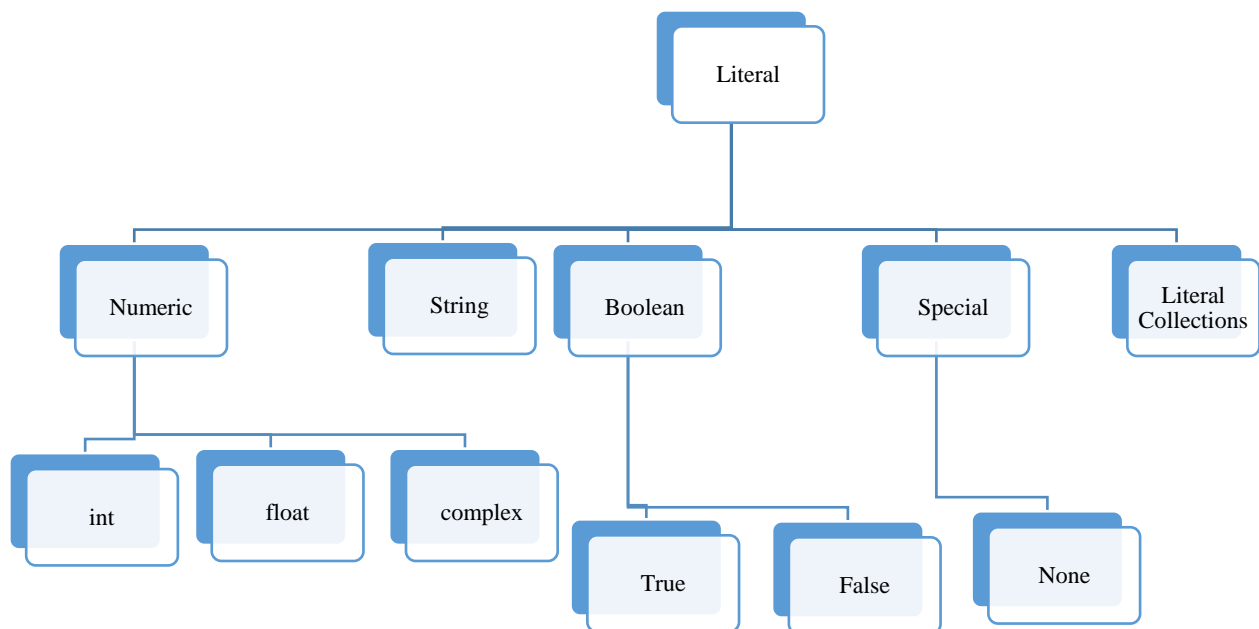 Literal
Numeric
String
Boolean
Special
Literal
Collections
int
float
complex
True
False
None